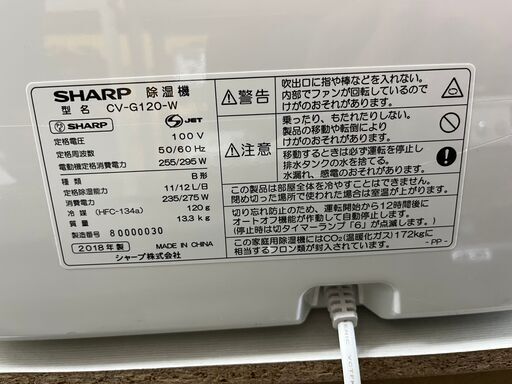 SHARP 除湿機
型 名 CV-G120-W
SHARP JET
定格電圧 100 V
定格周波数 50/60 Hz
電動機定格消費電力 255/295 W
種 類 B形
定格除湿能力 11/12 L/日
消費電力 235/275 W
冷 媒 (HFC-134a) 120 g
質 量 13.3 kg
製造番号 80000030
2018年製 MADE IN CHINA
シャープ株式会社
警告
吹出口に指や棒などを入れない。
内部でファンが回転しているので
けがのおそれがあります。
注意
乗ったり、もたれたりしない。
製品の移動や転倒により
けがのおそれがあります。
移動するときは必ず運転を停止し
排水タンクの水を捨てる。
水漏れ、感電のおそれがあります。
この製品は部屋全体を冷やすことはできません。
閉め切った場所で使われた場合は室温が上がります。
切り忘れ防止のため、運転開始から12時間後に
オートオフ機能が作動して自動停止します。
(停止時は切タイマーランプ「6」が点滅します。)
この家庭用除湿機にはCO2(温暖化ガス)172kgに
相当するフロン類が封入されています。
-PP-